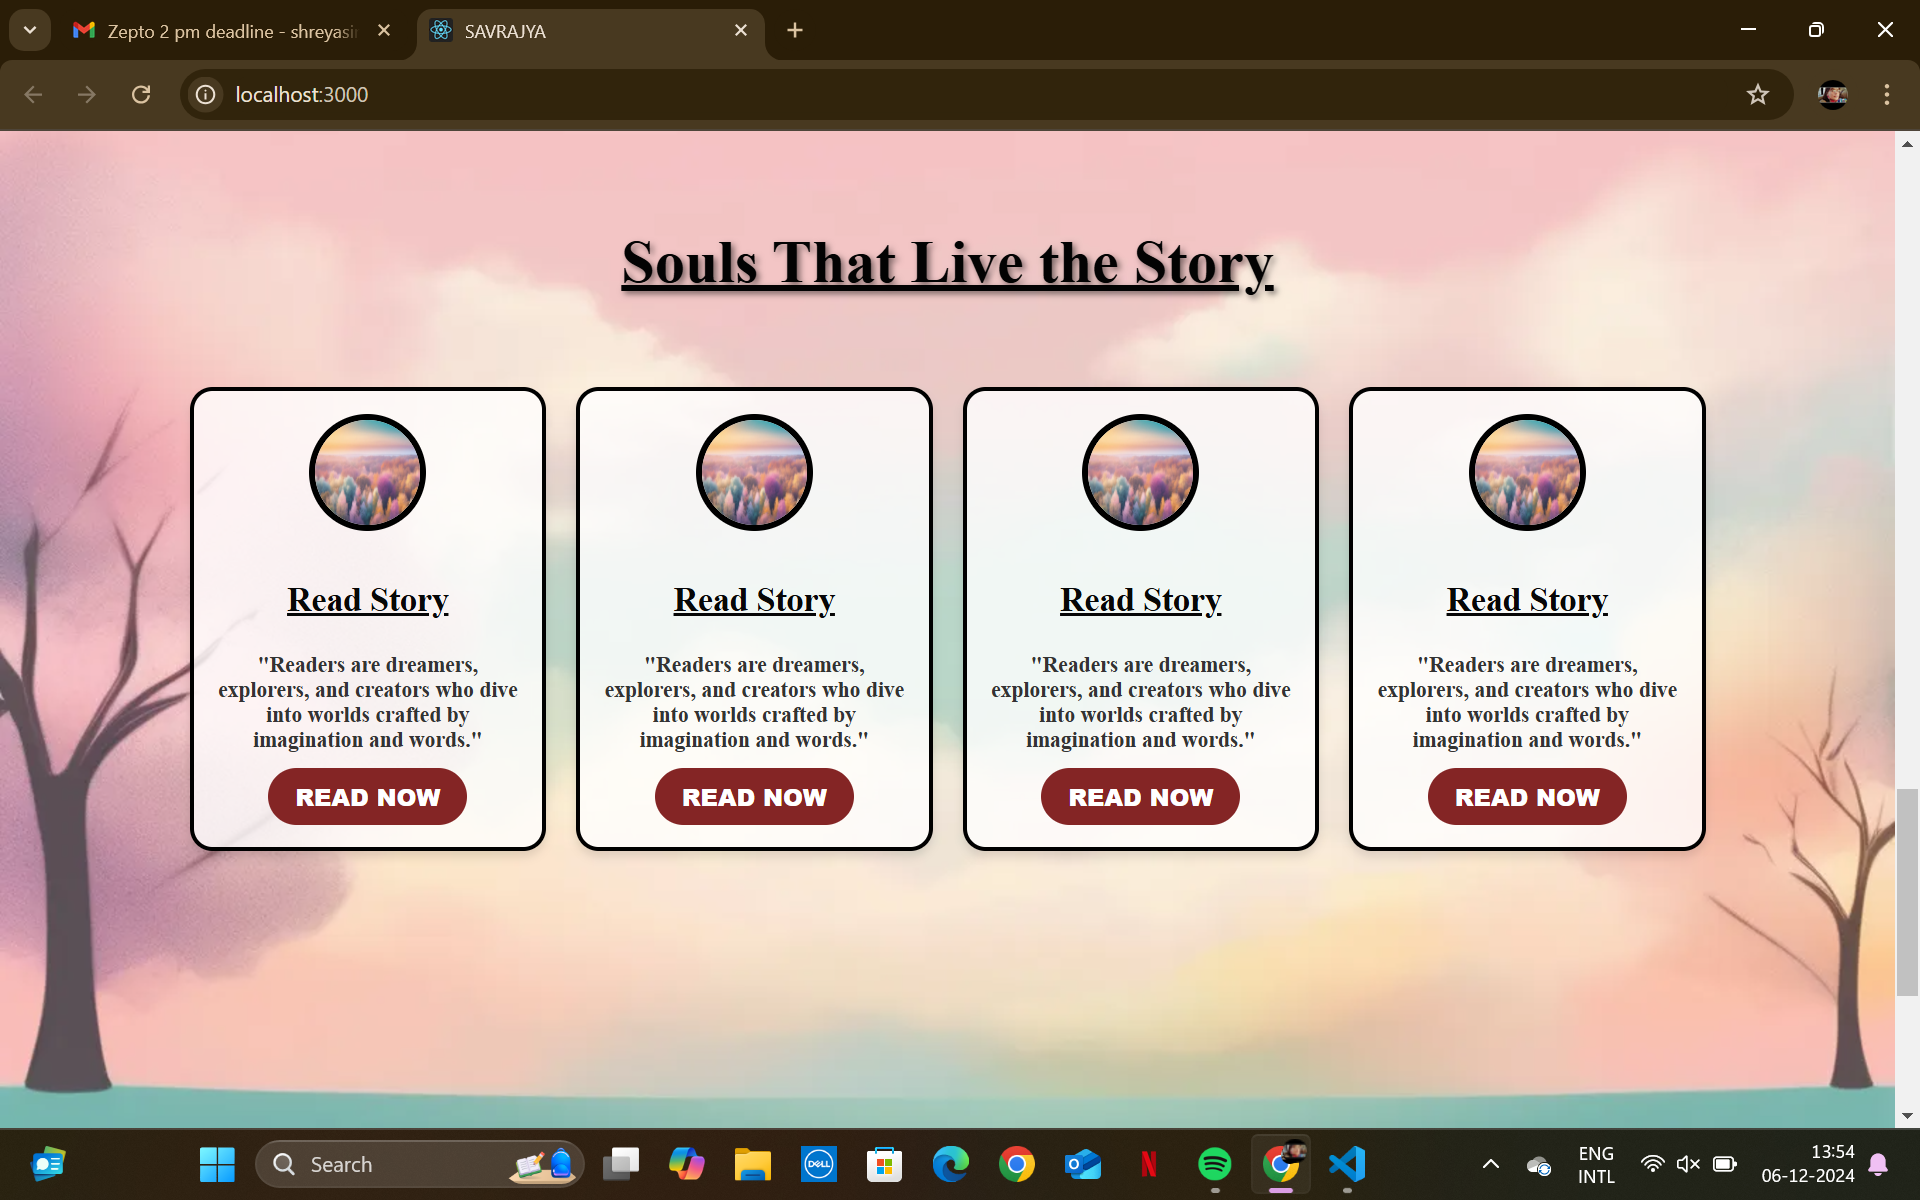 Zepto 2 pm deadline - shreyasi
SAVRAJYA
localhost:3000
Souls That Live the Story
Read Story
"Readers are dreamers,
explorers, and creators who dive
into worlds crafted by
imagination and words."
READ NOW
Read Story
"Readers are dreamers,
explorers, and creators who dive
into worlds crafted by
imagination and words."
READ NOW
Read Story
"Readers are dreamers,
explorers, and creators who dive
into worlds crafted by
imagination and words."
READ NOW
Read Story
"Readers are dreamers,
explorers, and creators who dive
into worlds crafted by
imagination and words."
READ NOW
Search
DELL
N
ENG
INTL
13:54
06-12-2024